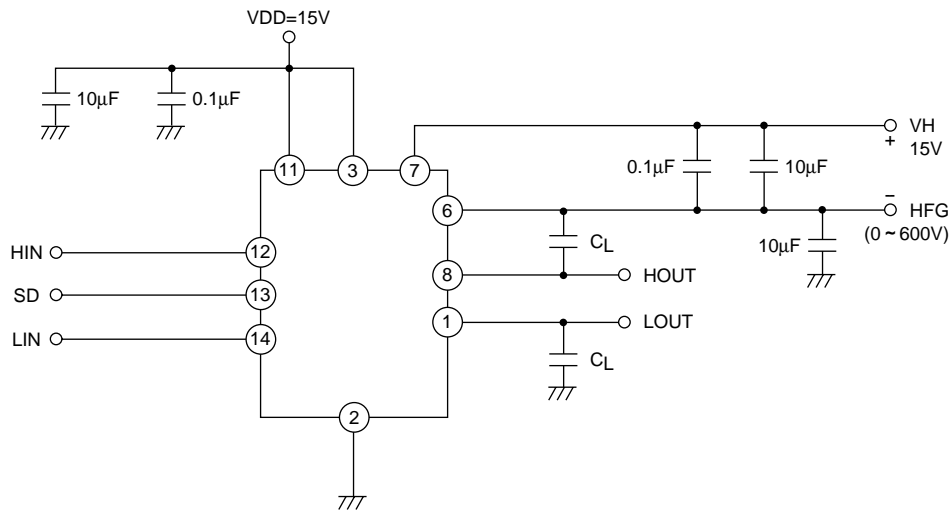 VDD=15V
10μF
0.1μF
VH
+
15V
11
3
7
0.1μF
10μF
6
–
HFG
(0 ~ 600V)
10μF
CL
HIN
12
8
HOUT
SD
13
1
LOUT
LIN
14
CL
2